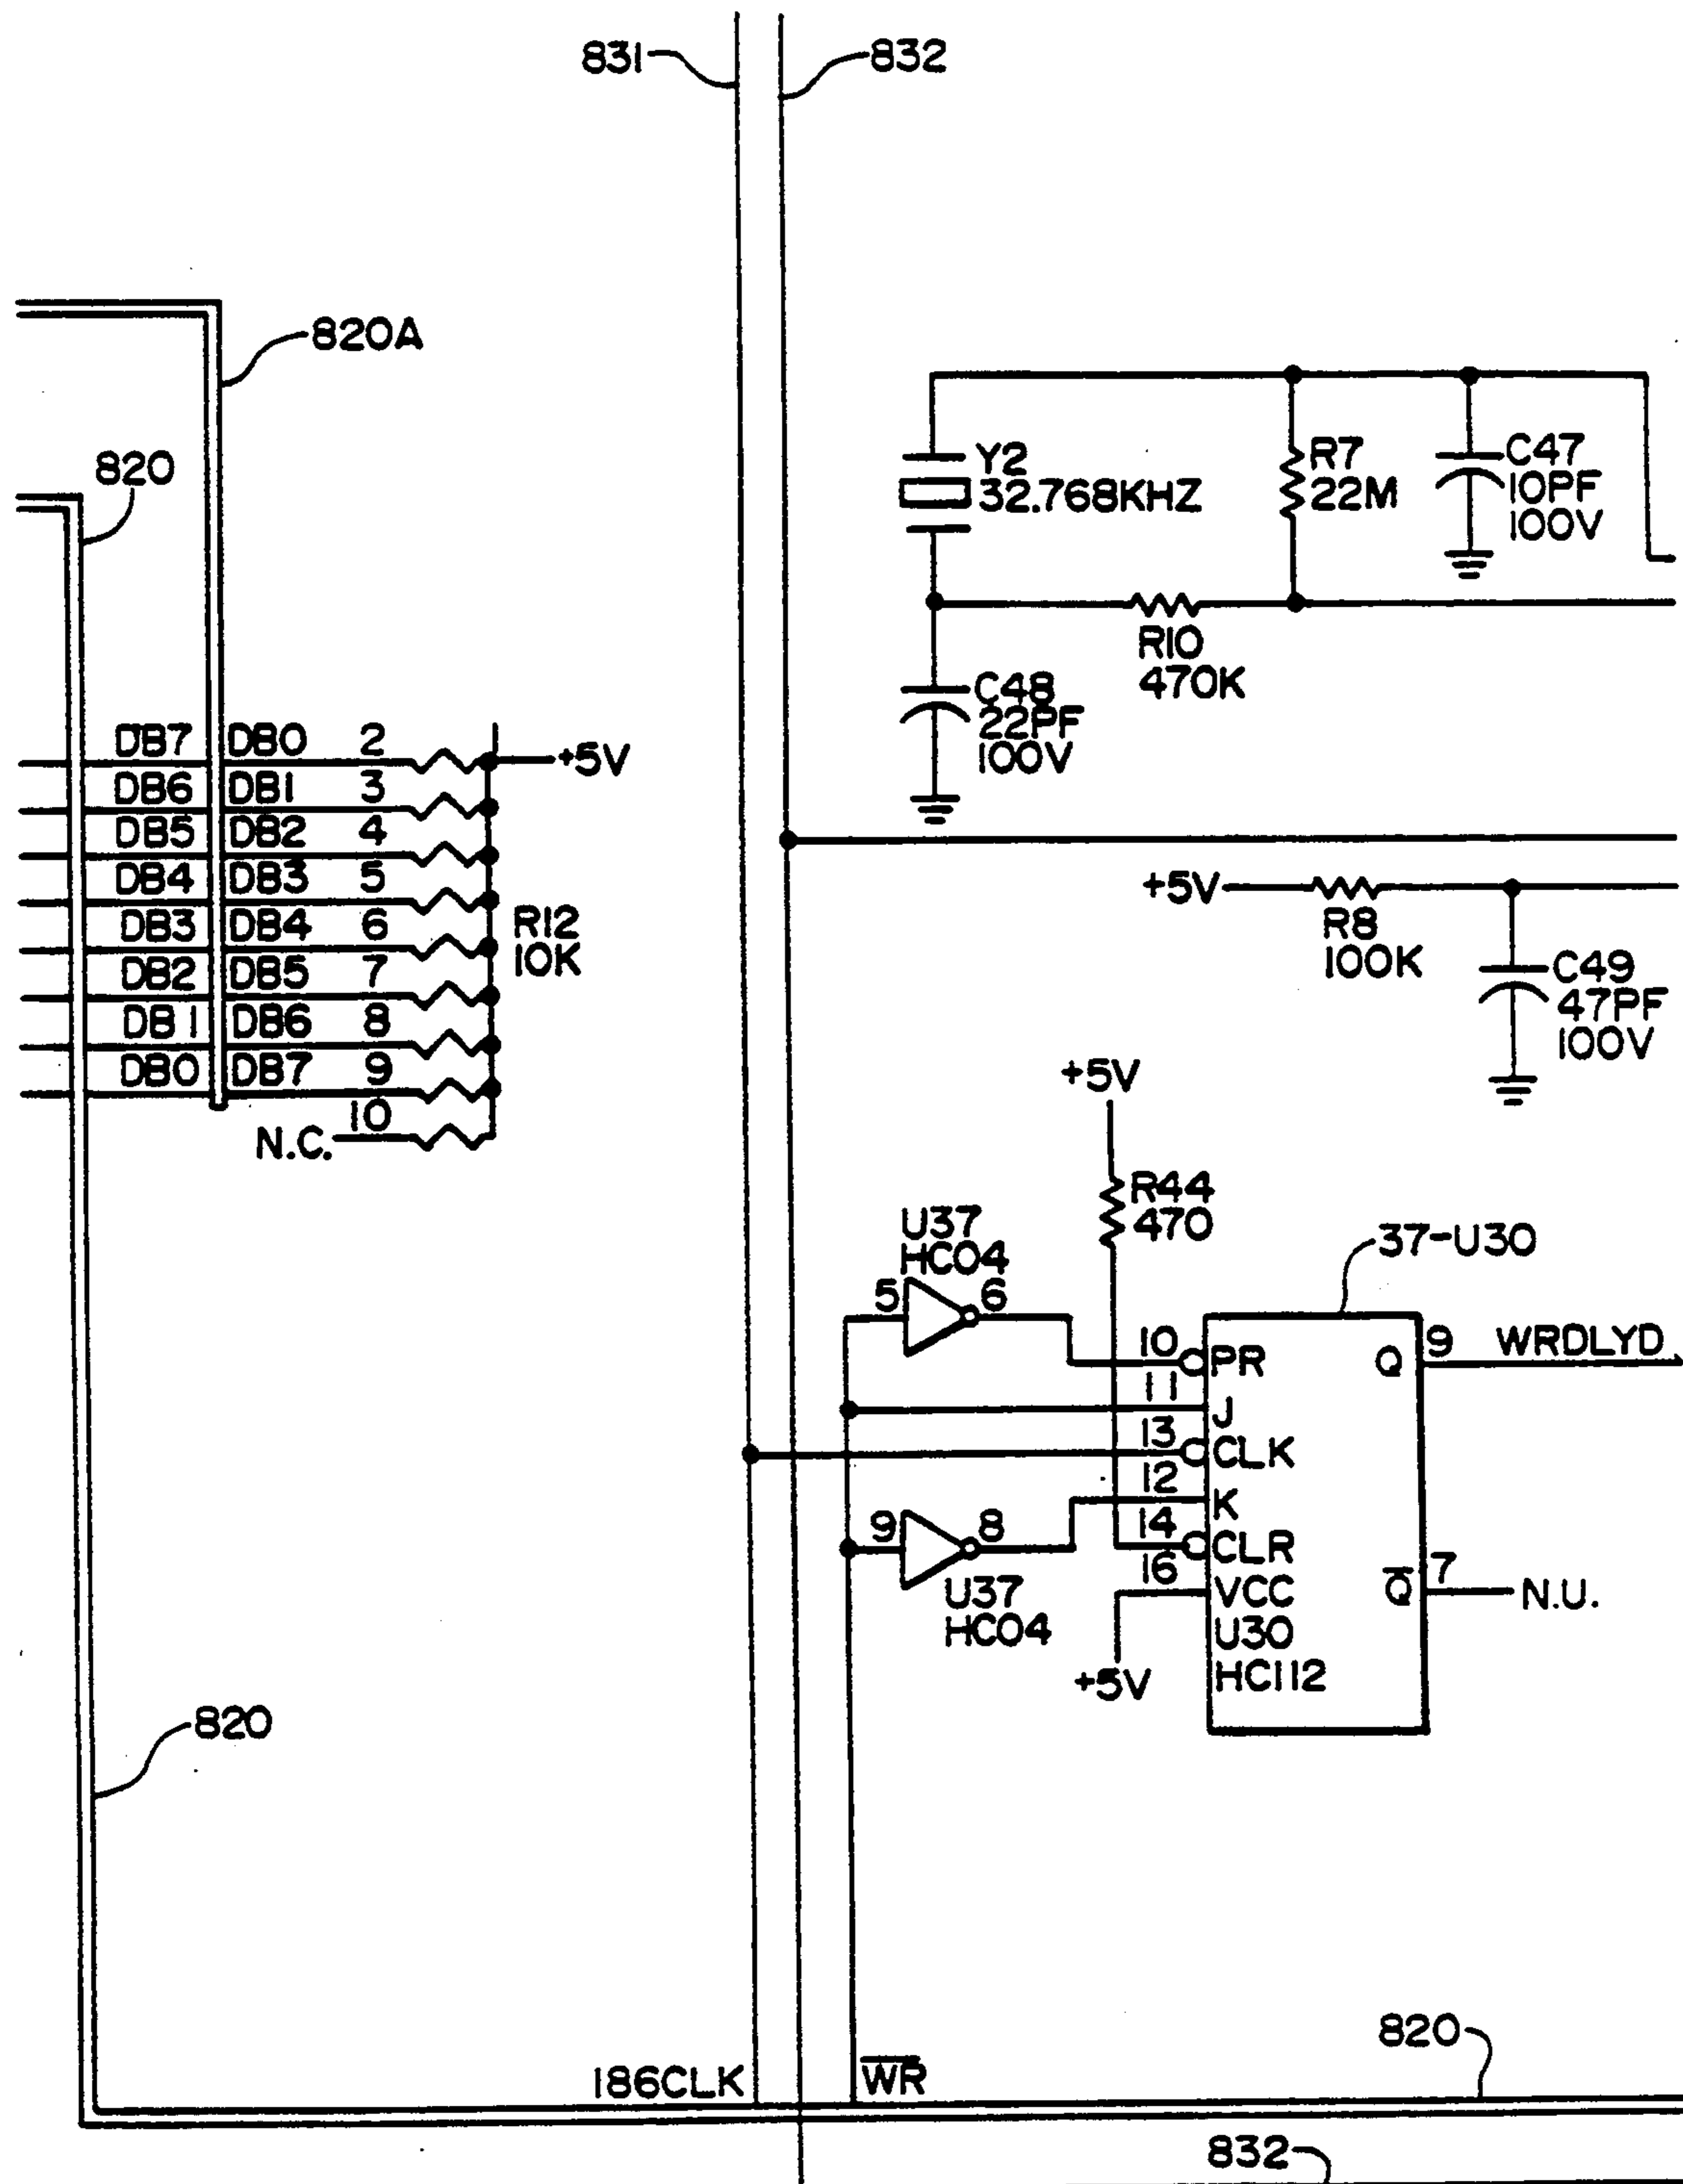 831
832
820A
820
Y2
32.768KHZ
R7
22M
C47
10PF
100V
R10
470K
C48
22PF
100V
DB7 DB0 2
+5V
DB6 DB1 3
DB5 DB2 4
DB4 DB3 5
DB3 DB4 6
DB2 DB5 7
DB1 DB6 8
DB0 DB7 9
N.C. 10
R12
10K
+5V
R8
100K
C49
47PF
100V
+5V
R44
470
U37
HC04
5 6
37-U30
10 PR
Q 9 WRDLYD
11 J
13 CLK
12 K
9 8
14 CLR
16 VCC
Q̅ 7 N.U.
U37
HC04
U30
HC112
+5V
820
820
186CLK
W̅R̅
832